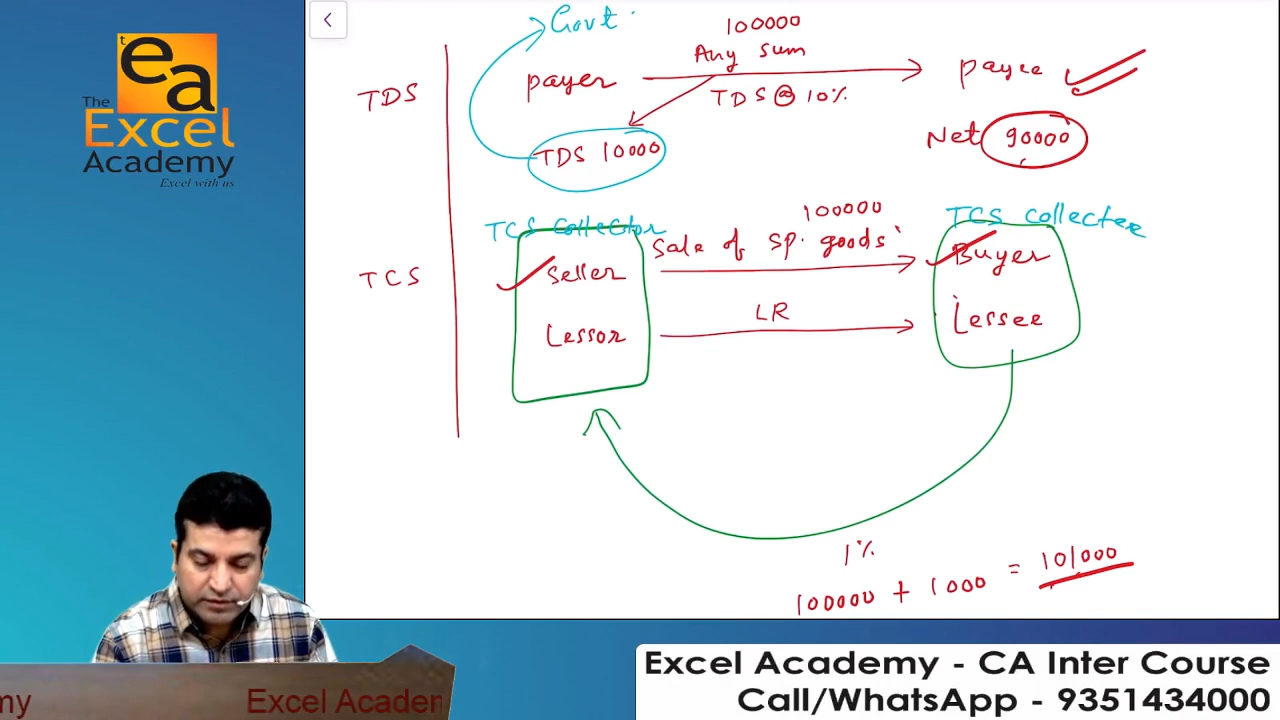 t
ea
The
Excel
Academy
Excel with us
Govt.
100000
Any sum
TDS
payer
payee
TDS @ 10%
TDS 10000
Net 90000
TCS Collector
100000
TCS Collectee
Sale of sp. goods
TCS
Seller
Buyer
LR
Lessor
Lessee
1%
100000 + 1000 = 101000
my
Excel Academ
Excel Academy - CA Inter Course
Call/WhatsApp - 9351434000